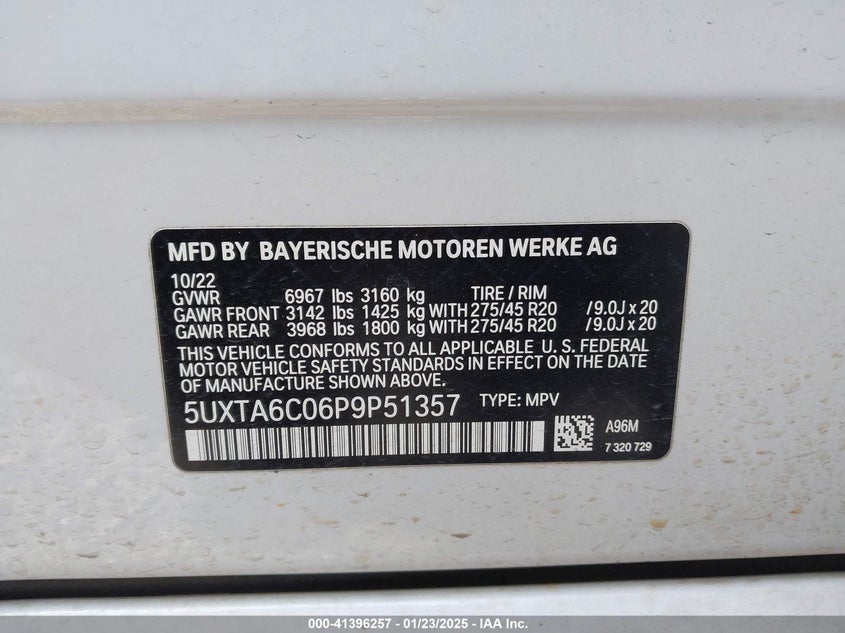 MFD BY BAYERISCHE MOTOREN WERKE AG
10/22
GVWR 6967 lbs 3160 kg TIRE / RIM
GAWR FRONT 3142 lbs 1425 kg WITH 275/45 R20 /9.0J x 20
GAWR REAR 3968 lbs 1800 kg WITH 275/45 R20 /9.0J x 20
THIS VEHICLE CONFORMS TO ALL APPLICABLE U. S. FEDERAL
MOTOR VEHICLE SAFETY STANDARDS IN EFFECT ON THE DATE
OF MANUFACTURE SHOWN ABOVE.
5UXTA6C06P9P51357 TYPE: MPV
A96M
7 320 729
000-41396257 - 01/23/2025 - IAA Inc.